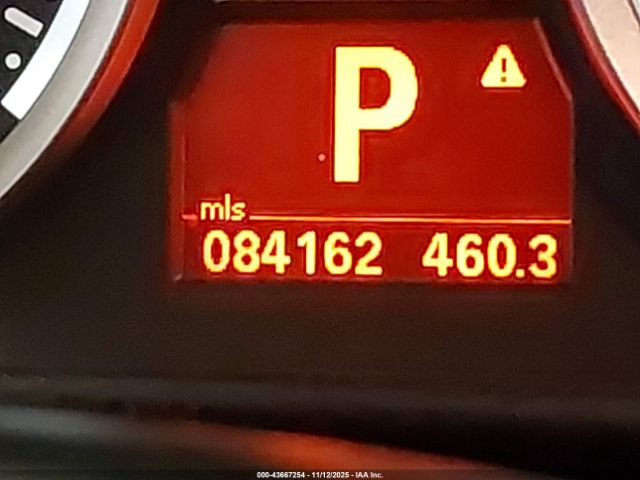 P
mls
084162 460.3
000-43667254 - 11/12/2025 - IAA Inc.